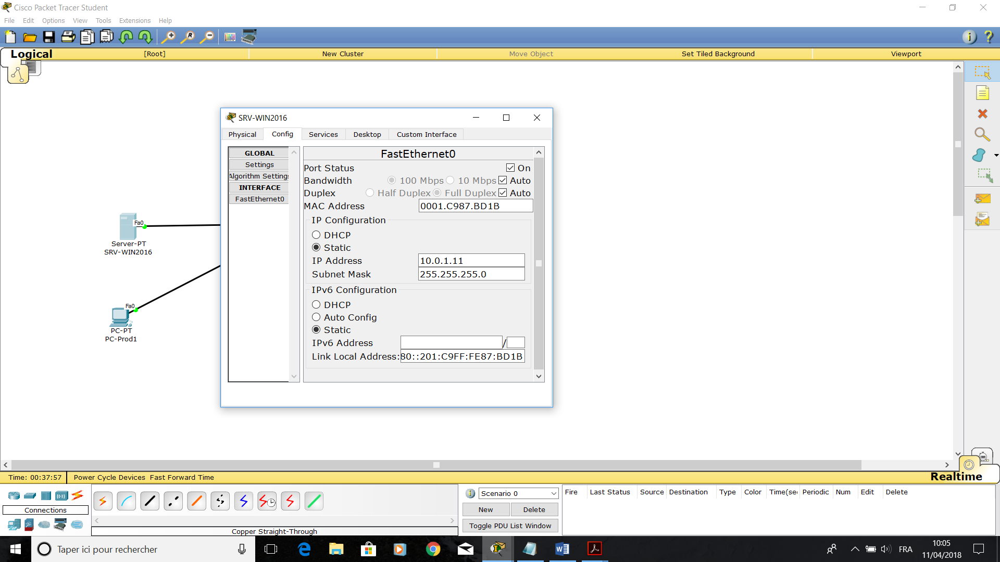 Cisco Packet Tracer Student
File Edit Options View Tools Extensions Help
Logical [Root] New Cluster Move Object Set Tiled Background Viewport
SRV-WIN2016
Physical Config Services Desktop Custom Interface
GLOBAL
Settings
Algorithm Settings
INTERFACE
FastEthernet0
FastEthernet0
Port Status On
Bandwidth 100 Mbps 10 Mbps Auto
Duplex Half Duplex Full Duplex Auto
MAC Address 0001.C987.BD1B
IP Configuration
DHCP
Static
IP Address 10.0.1.11
Subnet Mask 255.255.255.0
IPv6 Configuration
DHCP
Auto Config
Static
IPv6 Address /
Link Local Address: 80::201:C9FF:FE87:BD1B
Fa0
Server-PT
SRV-WIN2016
Fa0
PC-PT
PC-Prod1
Time: 00:37:57 Power Cycle Devices Fast Forward Time
Realtime
Connections
Copper Straight-Through
Scenario 0
New Delete
Toggle PDU List Window
Fire Last Status Source Destination Type Color Time(sec Periodic Num Edit Delete
Taper ici pour rechercher
FRA
10:05
11/04/2018